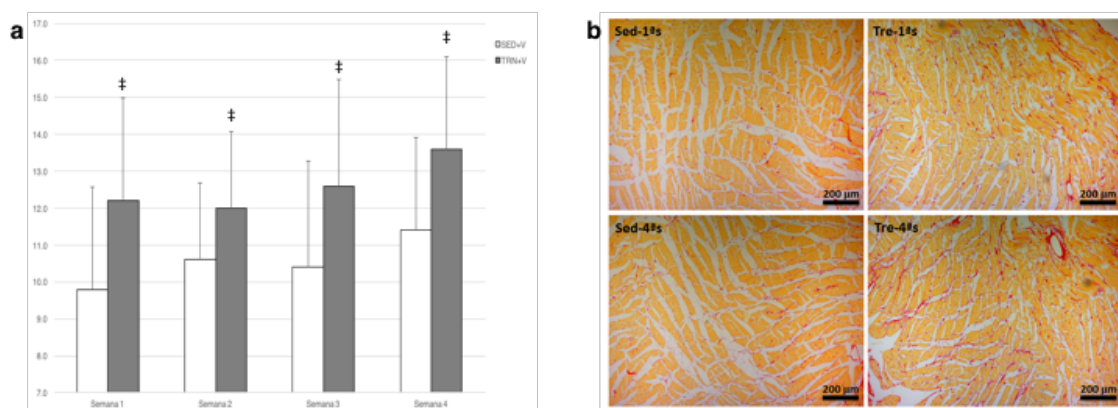 a
17.0
16.0
15.0
14.0
13.0
12.0
11.0
10.0
9.0
8.0
7.0
‡
‡
‡
‡
SED+V
TRN+V
Semana 1
Semana 2
Semana 3
Semana 4
b
Sed-1ªs
200 µm
Tre-1ªs
200 µm
Sed-4ªs
200 µm
Tre-4ªs
200 µm